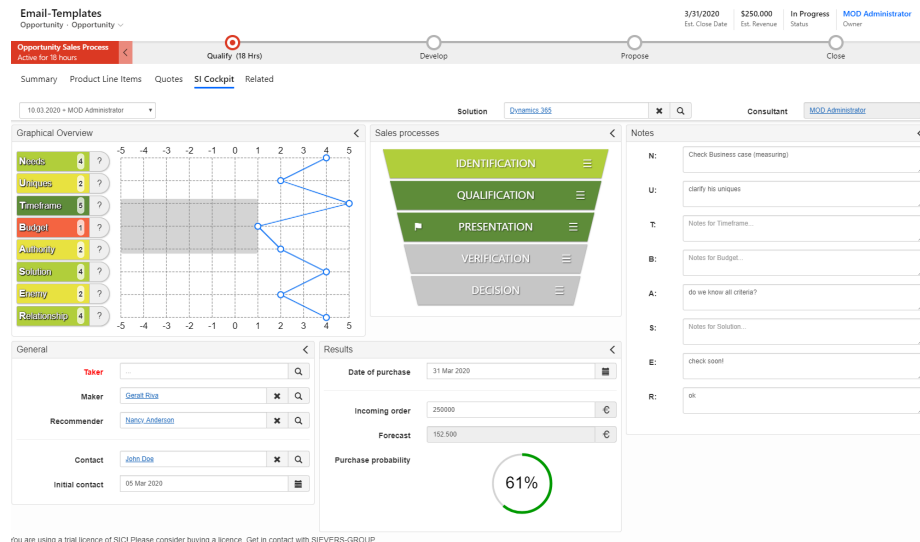 Email-Templates
Opportunity · Opportunity
3/31/2020
Est. Close Date
$250,000
Est. Revenue
In Progress
Status
MOD Administrator
Owner
Opportunity Sales Process
Active for 18 hours
Qualify (18 Hrs)
Develop
Propose
Close
Summary Product Line Items Quotes SI Cockpit Related
10.03.2020 + MOD Administrator
Solution Dynamics 365
Consultant MOD Administrator
Graphical Overview
-5 -4 -3 -2 -1 0 1 2 3 4 5
Needs 4 ?
Uniques 2 ?
Timeframe 5 ?
Budget 1 ?
Authority 2 ?
Solution 4 ?
Enemy 2 ?
Relationship 4 ?
-5 -4 -3 -2 -1 0 1 2 3 4 5
Sales processes
IDENTIFICATION
QUALIFICATION
PRESENTATION
VERIFICATION
DECISION
Notes
N: Check Business case (measuring)
U: clarify his uniques
T: Notes for Timeframe...
B: Notes for Budget...
A: do we know all criteria?
S: Notes for Solution...
E: check soon!
R: ok
General
Taker ...
Maker Geralt Riva
Recommender Nancy Anderson
Contact John Doe
Initial contact 05 Mar 2020
Results
Date of purchase 31 Mar 2020
Incoming order 250000 €
Forecast 152.500 €
Purchase probability 61%
You are using a trial licence of SIC! Please consider buying a licence. Get in contact with SIEVERS-GROUP